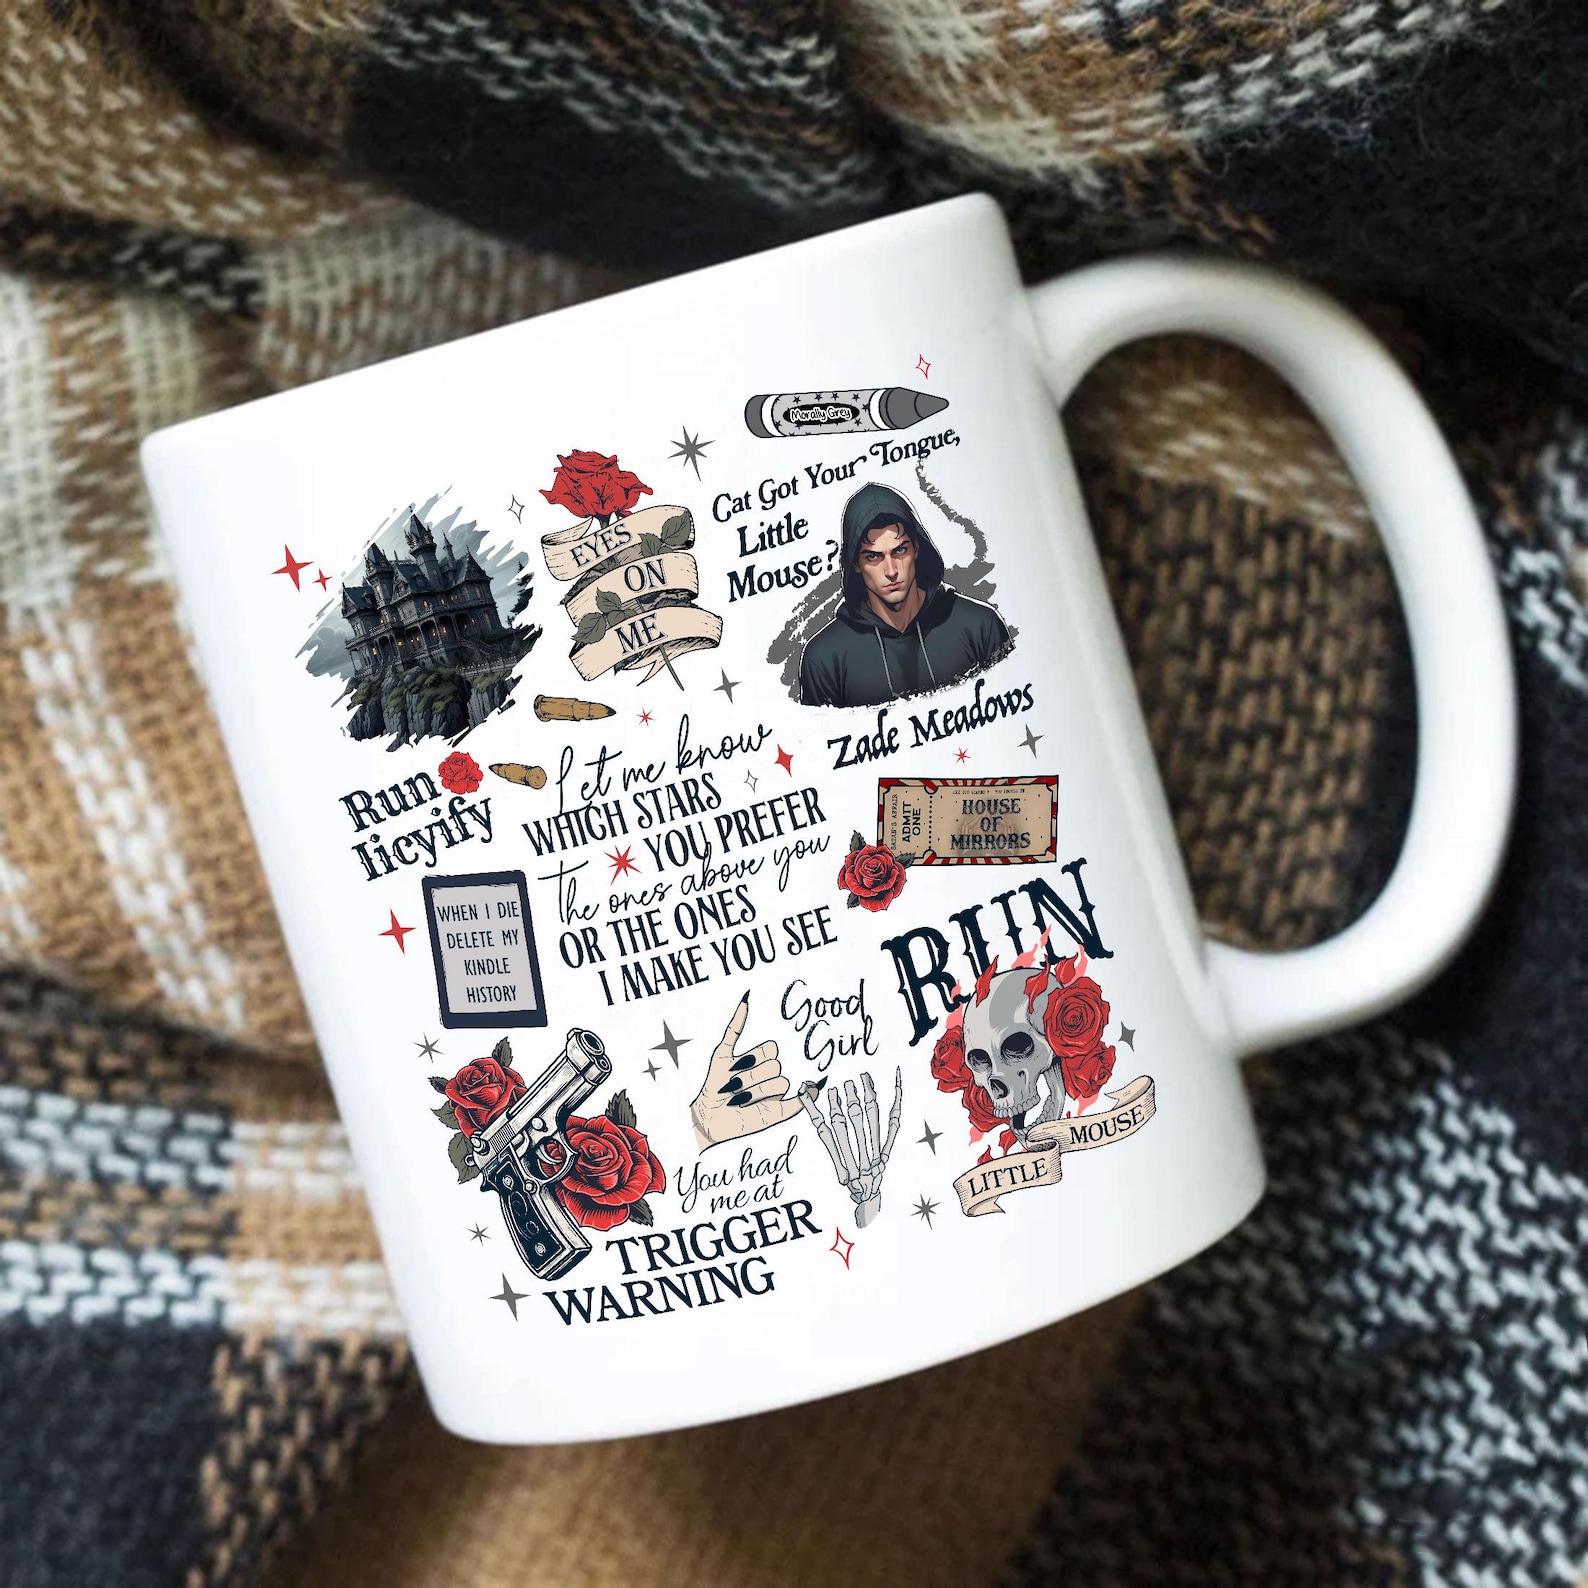 Morally Grey
Cat Got Your Tongue,
Little
Mouse?
EYES
ON
ME
Zade Meadows
Run
Iicyify
Let me know
WHICH STARS
YOU PREFER
the ones above you
OR THE ONES
I MAKE YOU SEE
SATAN'S AFFAIR
ADMIT
ONE
HOUSE
OF
MIRRORS
WHEN I DIE
DELETE MY
KINDLE
HISTORY
RUN
LITTLE
MOUSE
Good
Girl
You had
me at
TRIGGER
WARNING